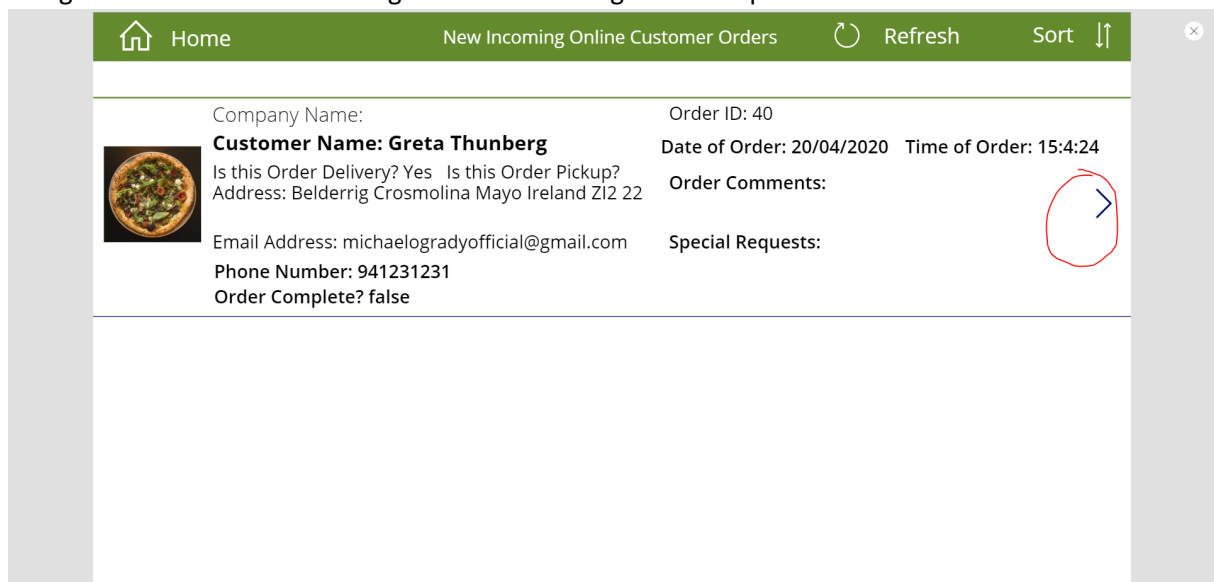 Home New Incoming Online Customer Orders Refresh Sort
Company Name: Order ID: 40
Customer Name: Greta Thunberg Date of Order: 20/04/2020 Time of Order: 15:4:24
Is this Order Delivery? Yes Is this Order Pickup?
Address: Belderrig Crosmolina Mayo Ireland ZI2 22
Order Comments:
Email Address: michaelogradyofficial@gmail.com Special Requests:
Phone Number: 941231231
Order Complete? false